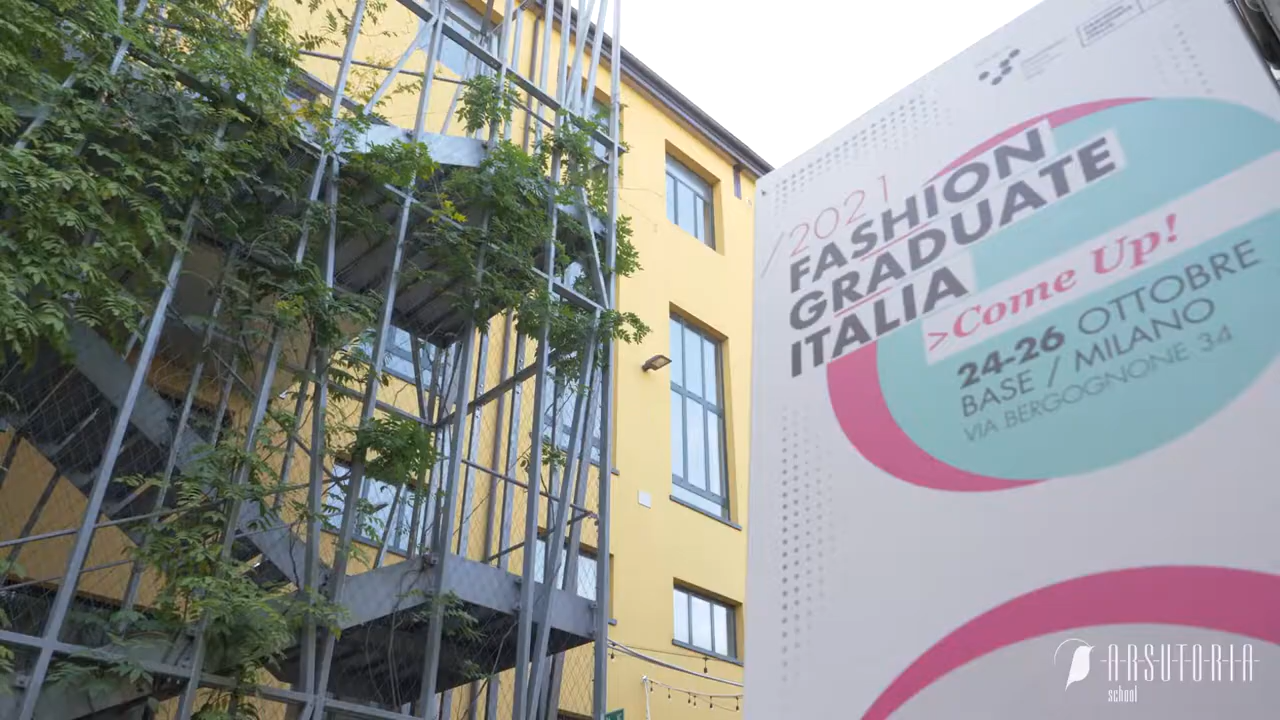 /2021
FASHION
GRADUATE
ITALIA
>Come Up!
24-26 OTTOBRE
BASE / MILANO
VIA BERGOGNONE 34
ARSUTORIA
school